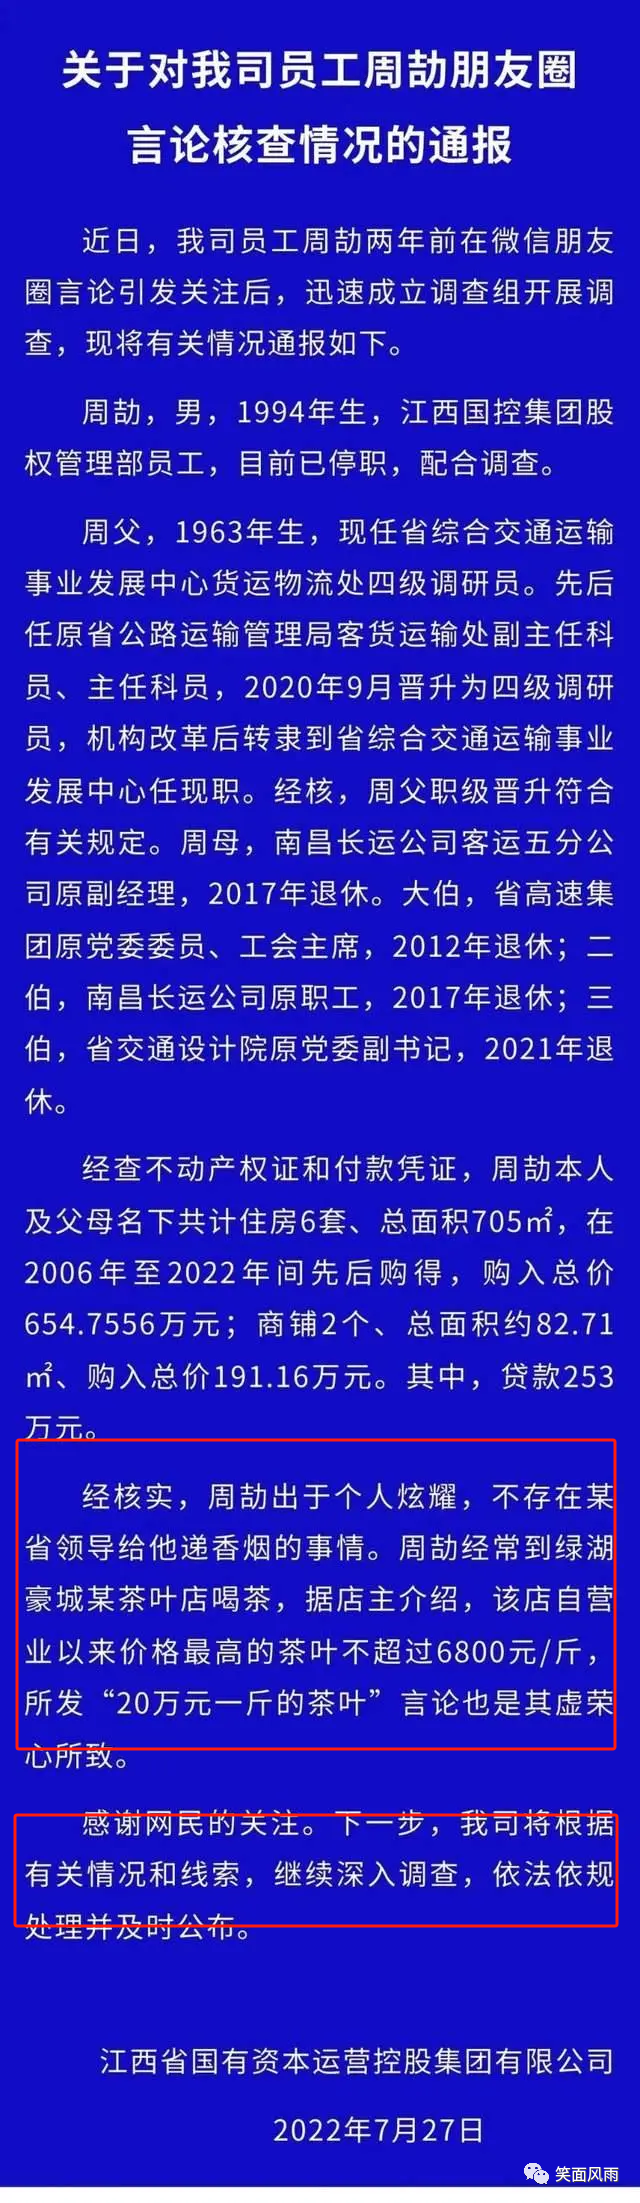 关于对我司员工周劼朋友圈
言论核查情况的通报
近日，我司员工周劼两年前在微信朋友
圈言论引发关注后，迅速成立调查组开展调
查，现将有关情况通报如下。
周劼，男，1994年生，江西国控集团股
权管理部员工，目前已停职，配合调查。
周父，1963年生，现任省综合交通运输
事业发展中心货运物流处四级调研员。先后
任原省公路运输管理局客货运输处副主任科
员、主任科员，2020年9月晋升为四级调研
员，机构改革后转隶到省综合交通运输事业
发展中心任现职。经核，周父职级晋升符合
有关规定。周母，南昌长运公司客运五分公
司原副经理，2017年退休。大伯，省高速集
团原党委委员、工会主席，2012年退休；二
伯，南昌长运公司原职工，2017年退休；三
伯，省交通设计院原党委副书记，2021年退
休。
经查不动产权证和付款凭证，周劼本人
及父母名下共计住房6套、总面积705㎡，在
2006年至2022年间先后购得，购入总价
654.7556万元；商铺2个、总面积约82.71
㎡、购入总价191.16万元。其中，贷款253
万元。
经核实，周劼出于个人炫耀，不存在某
省领导给他递香烟的事情。周劼经常到绿湖
豪城某茶叶店喝茶，据店主介绍，该店自营
业以来价格最高的茶叶不超过6800元/斤，
所发“20万元一斤的茶叶”言论也是其虚荣
心所致。
感谢网民的关注。下一步，我司将根据
有关情况和线索，继续深入调查，依法依规
处理并及时公布。
江西省国有资本运营控股集团有限公司
2022年7月27日
笑面风雨